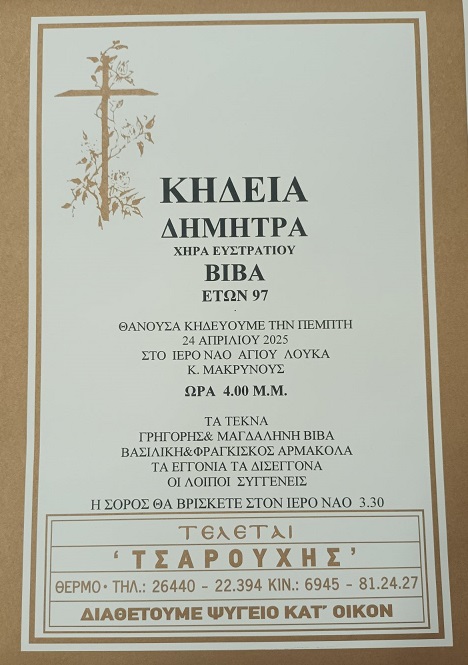 ΚΗΔΕΙΑ
ΔΗΜΗΤΡΑ
ΧΗΡΑ ΕΥΣΤΡΑΤΙΟΥ
ΒΙΒΑ
ΕΤΩΝ 97
ΘΑΝΟΥΣΑ ΚΗΔΕΥΟΥΜΕ ΤΗΝ ΠΕΜΠΤΗ
24 ΑΠΡΙΛΙΟΥ 2025
ΣΤΟ ΙΕΡΟ ΝΑΟ ΑΓΙΟΥ ΛΟΥΚΑ
Κ. ΜΑΚΡΥΝΟΥΣ
ΩΡΑ 4.00 Μ.Μ.
ΤΑ ΤΕΚΝΑ
ΓΡΗΓΟΡΗΣ& ΜΑΓΔΑΛΗΝΗ ΒΙΒΑ
ΒΑΣΙΛΙΚΗ&ΦΡΑΓΚΙΣΚΟΣ ΑΡΜΑΚΟΛΑ
ΤΑ ΕΓΓΟΝΙΑ ΤΑ ΔΙΣΕΓΓΟΝΑ
ΟΙ ΛΟΙΠΟΙ ΣΥΓΓΕΝΕΙΣ
Η ΣΟΡΟΣ ΘΑ ΒΡΙΣΚΕΤΕ ΣΤΟΝ ΙΕΡΟ ΝΑΟ 3.30
ΤΕΛΕΤΑΙ
‘ΤΣΑΡΟΥΧΗΣ’
ΘΕΡΜΟ • ΤΗΛ.: 26440 - 22.394 ΚΙΝ.: 6945 - 81.24.27
ΔΙΑΘΕΤΟΥΜΕ ΨΥΓΕΙΟ ΚΑΤ’ ΟΙΚΟΝ